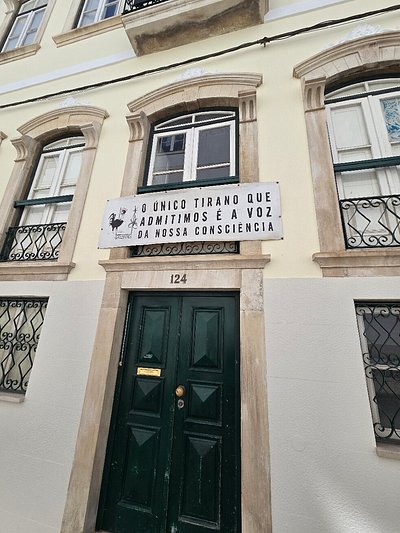 O ÚNICO TIRANO QUE
ADMITIMOS É A VOZ
DA NOSSA CONSCIÊNCIA
124